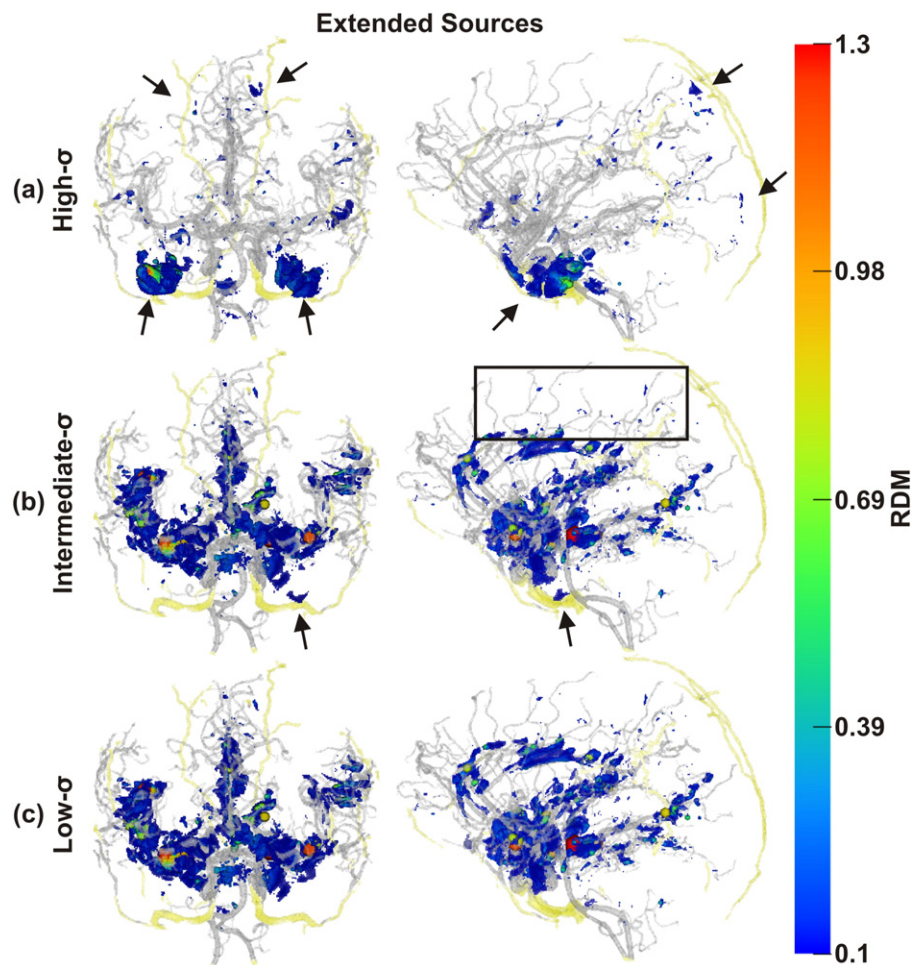 Extended Sources
(a)
High-σ
(b)
Intermediate-σ
(c)
Low-σ
1.3
0.98
0.69
0.39
0.1
RDM